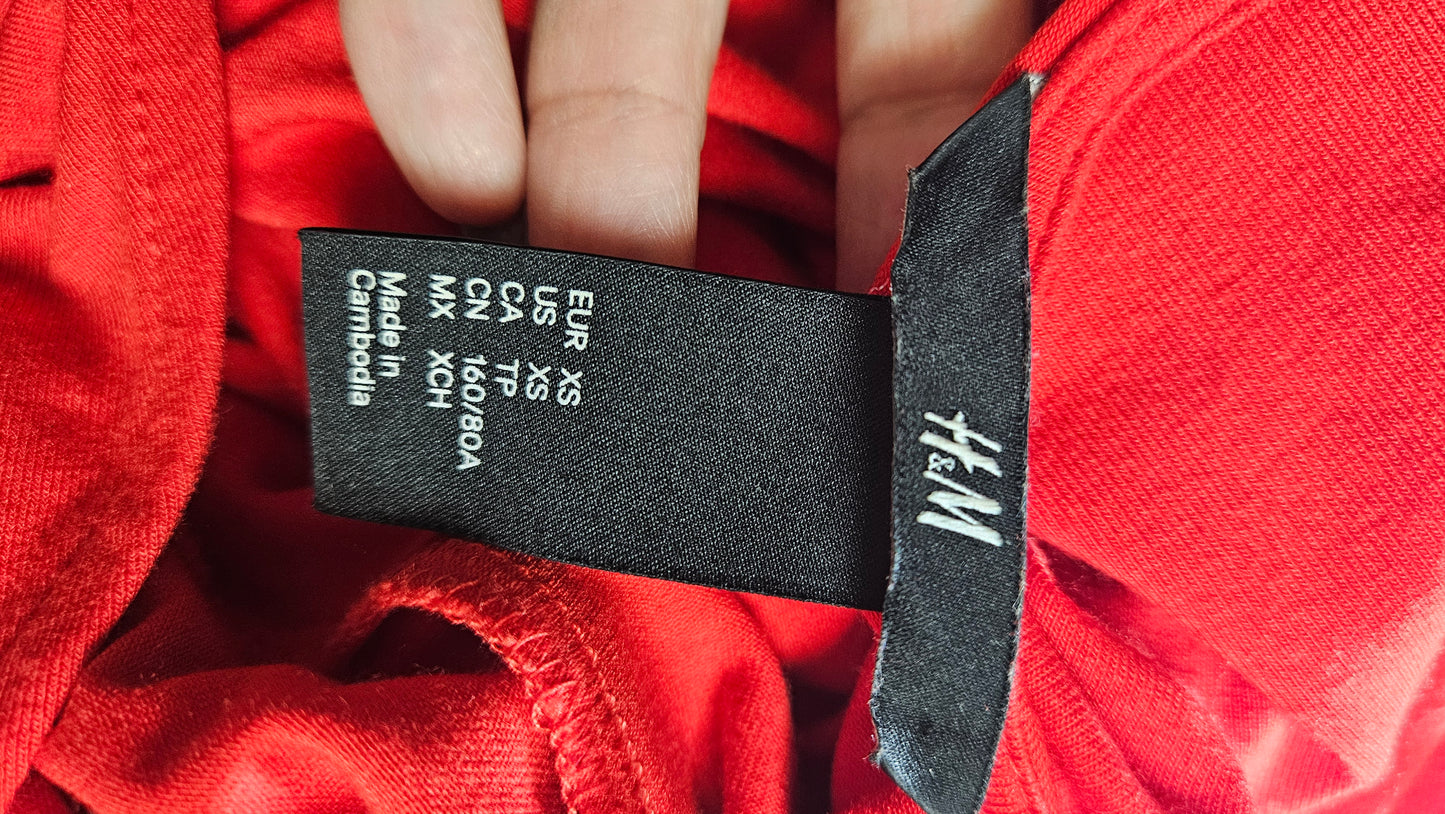 H&M
EUR XS
US XS
CA TP
CN 160/80A
MX XCH
Made in
Cambodia